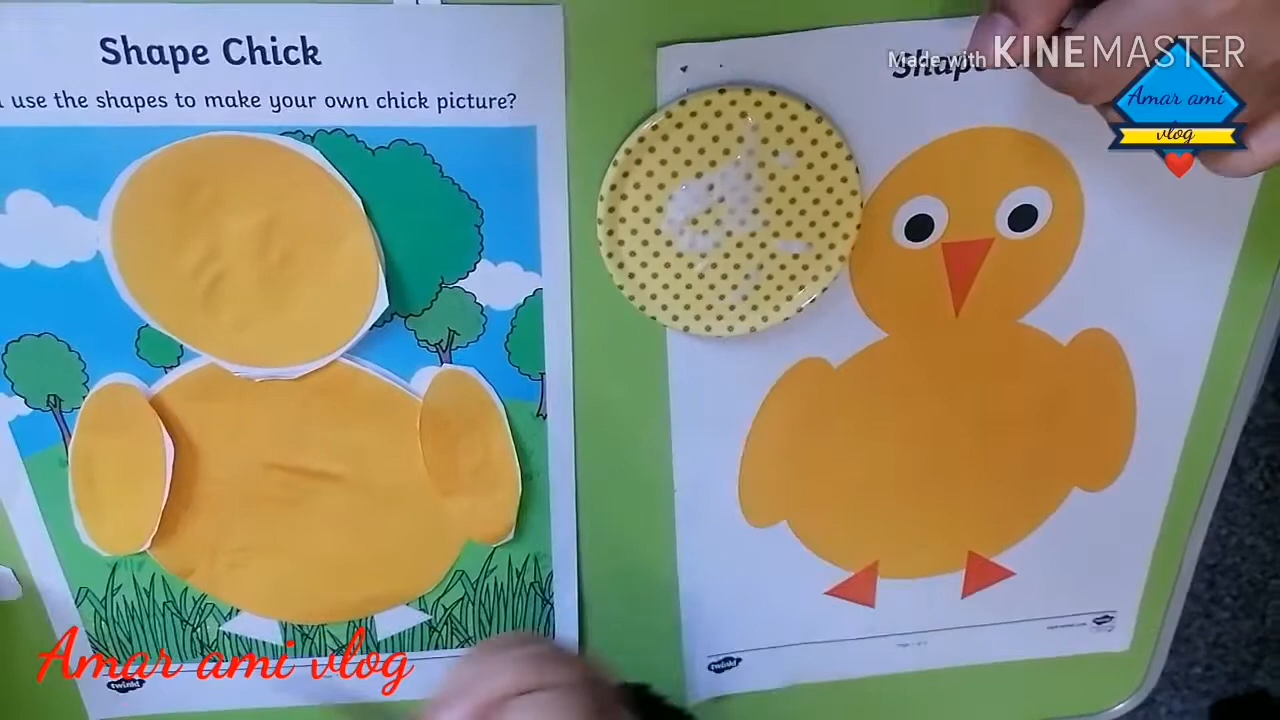 Shape Chick
use the shapes to make your own chick picture?
Made with KINEMASTER
Shape
Amar ami
vlog
Amar ami vlog
twinkl
twinkl